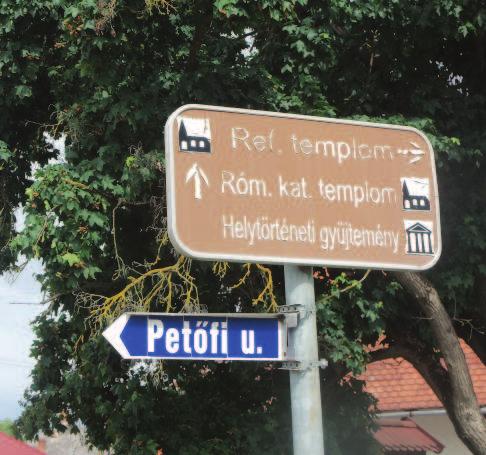 Ref. templom
Róm. kat. templom
Helytörténeti gyűjtemény
Petőfi u.